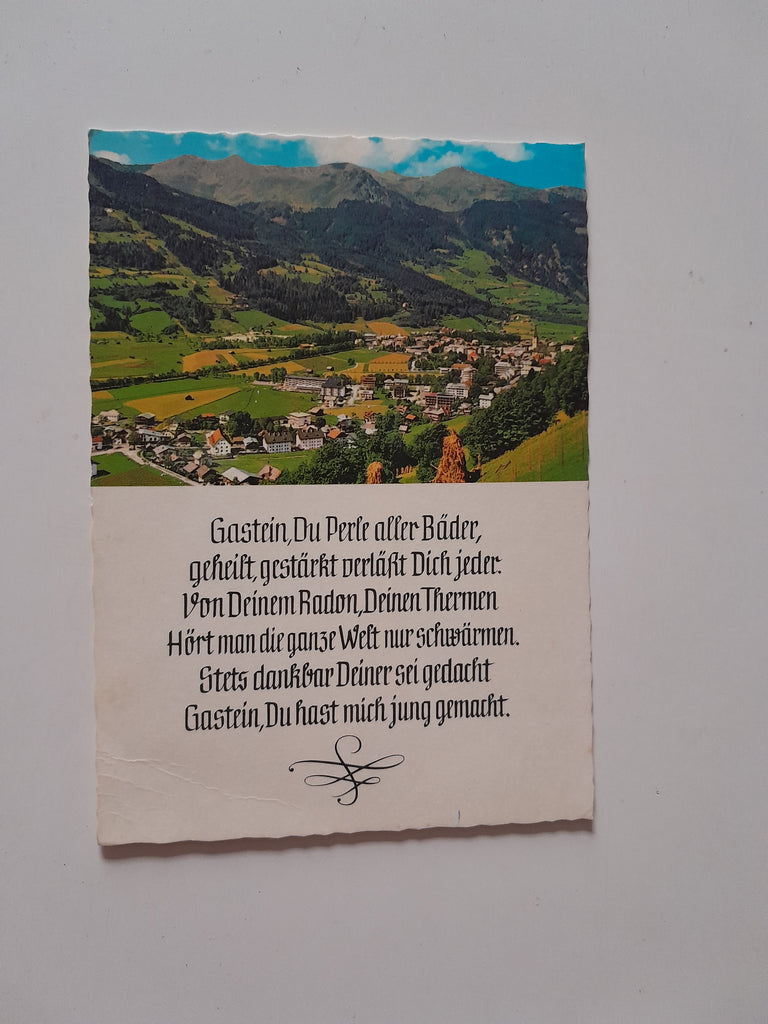 Gastein, Du Perle aller Bäder,
geheilt, gestärkt verläßt Dich jeder.
Von Deinem Radon, Deinen Thermen
Hört man die ganze Welt nur schwärmen.
Stets dankbar Deiner sei gedacht
Gastein, Du hast mich jung gemacht.